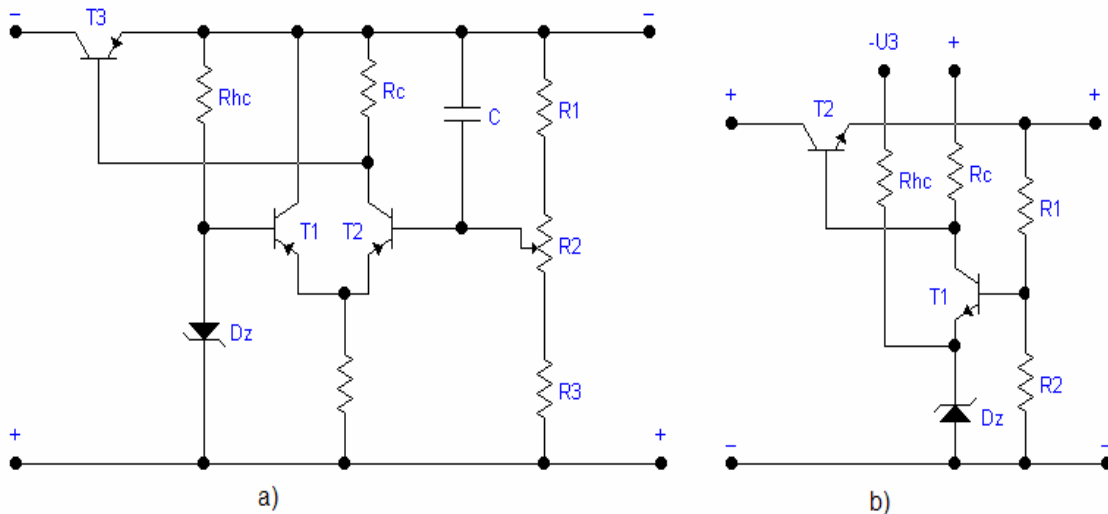 −
T3
−
Rhc
Rc
C
R1
T1
T2
R2
Dz
R3
+
+
a)
-U3
+
+
T2
+
Rhc
Rc
R1
T1
R2
Dz
−
−
b)